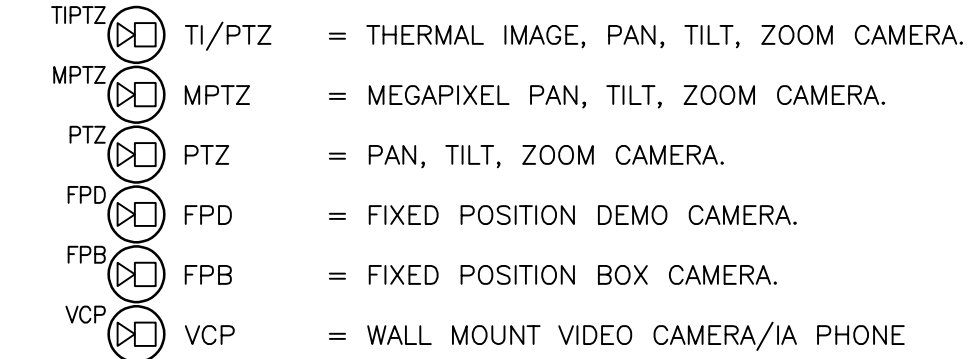 TIPTZ TI/PTZ = THERMAL IMAGE, PAN, TILT, ZOOM CAMERA.
MPTZ MPTZ = MEGAPIXEL PAN, TILT, ZOOM CAMERA.
PTZ PTZ = PAN, TILT, ZOOM CAMERA.
FPD FPD = FIXED POSITION DEMO CAMERA.
FPB FPB = FIXED POSITION BOX CAMERA.
VCP VCP = WALL MOUNT VIDEO CAMERA/IA PHONE